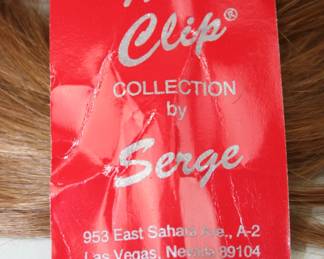 Clip®
COLLECTION
by
Serge
953 East Sahara Ave., A-2
Las Vegas, Nevada 89104